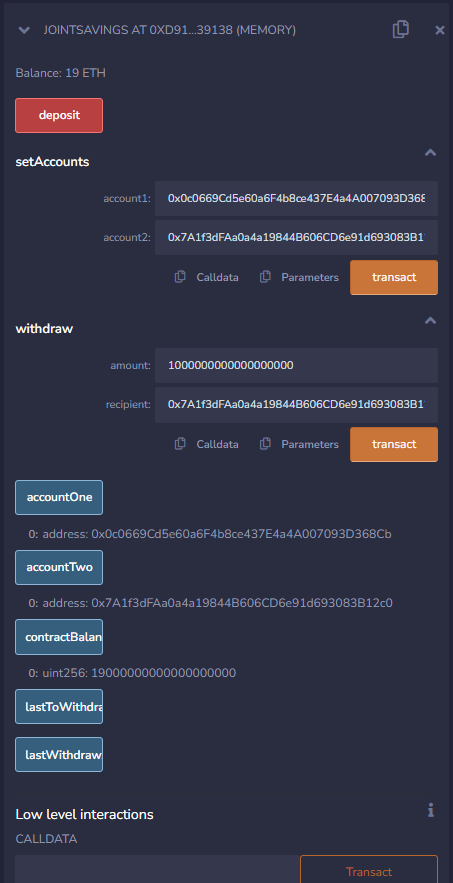 JOINTSAVINGS AT 0XD91...39138 (MEMORY)
Balance: 19 ETH
deposit
setAccounts
account1: 0x0c0669Cd5e60a6F4b8ce437E4a4A007093D368
account2: 0x7A1f3dFAa0a4a19844B606CD6e91d693083B1
Calldata Parameters transact
withdraw
amount: 1000000000000000000
recipient: 0x7A1f3dFAa0a4a19844B606CD6e91d693083B1
Calldata Parameters transact
accountOne
0: address: 0x0c0669Cd5e60a6F4b8ce437E4a4A007093D368Cb
accountTwo
0: address: 0x7A1f3dFAa0a4a19844B606CD6e91d693083B12c0
contractBalan
0: uint256: 19000000000000000000
lastToWithdra
lastWithdraw
Low level interactions
CALLDATA
Transact